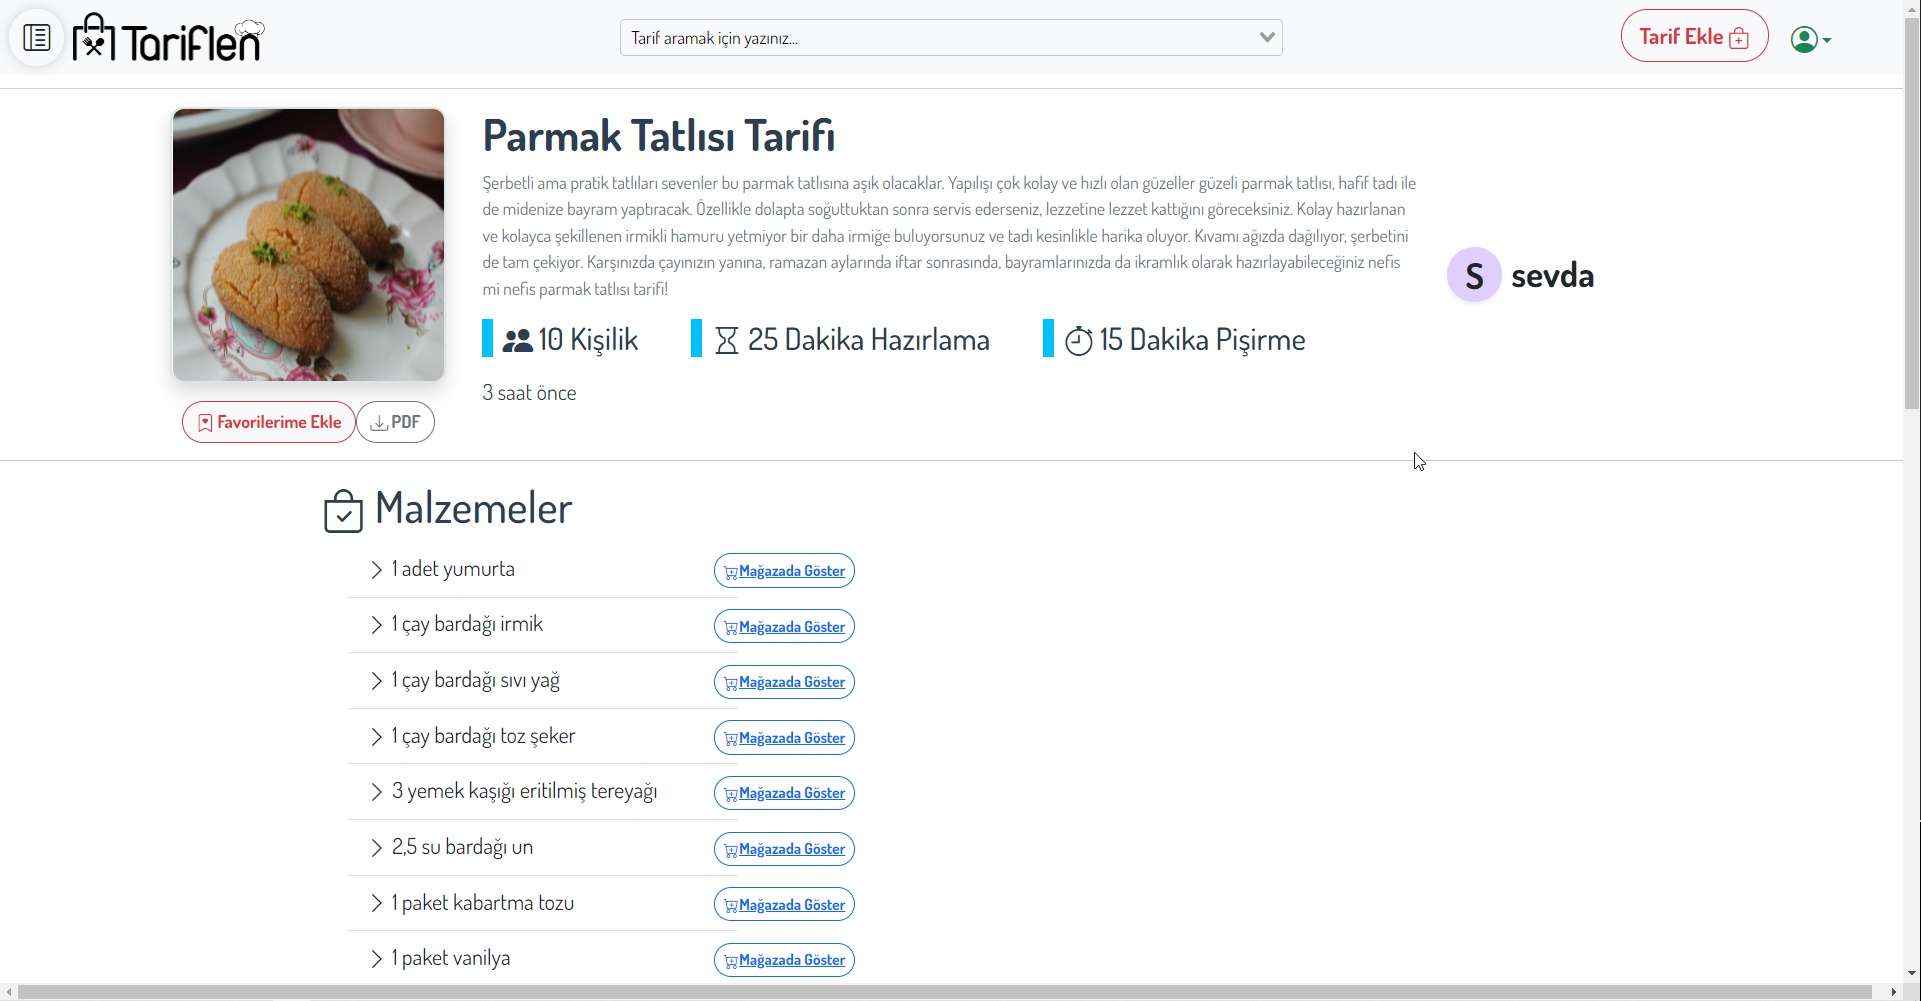 Tariflen
Tarif aramak için yazınız...
Tarif Ekle
Parmak Tatlısı Tarifi
Şerbetli ama pratik tatlıları sevenler bu parmak tatlısına aşık olacaklar. Yapılışı çok kolay ve hızlı olan güzeller güzeli parmak tatlısı, hafif tadı ile
de midenize bayram yaptıracak. Özellikle dolapta soğuttuktan sonra servis ederseniz, lezzetine lezzet kattığını göreceksiniz. Kolay hazırlanan
ve kolayca şekillenen irmikli hamuru yetmiyor bir daha irmiğe buluyorsunuz ve tadı kesinlikle harika oluyor. Kıvamı ağızda dağılıyor, şerbetini
de tam çekiyor. Karşınızda çayınızın yanına, ramazan aylarında iftar sonrasında, bayramlarınızda da ikramlık olarak hazırlayabileceğiniz nefis
mi nefis parmak tatlısı tarifi!
S sevda
10 Kişilik
25 Dakika Hazırlama
15 Dakika Pişirme
3 saat önce
Favorilerime Ekle
PDF
Malzemeler
1 adet yumurta
Mağazada Göster
1 çay bardağı irmik
Mağazada Göster
1 çay bardağı sıvı yağ
Mağazada Göster
1 çay bardağı toz şeker
Mağazada Göster
3 yemek kaşığı eritilmiş tereyağı
Mağazada Göster
2,5 su bardağı un
Mağazada Göster
1 paket kabartma tozu
Mağazada Göster
1 paket vanilya
Mağazada Göster